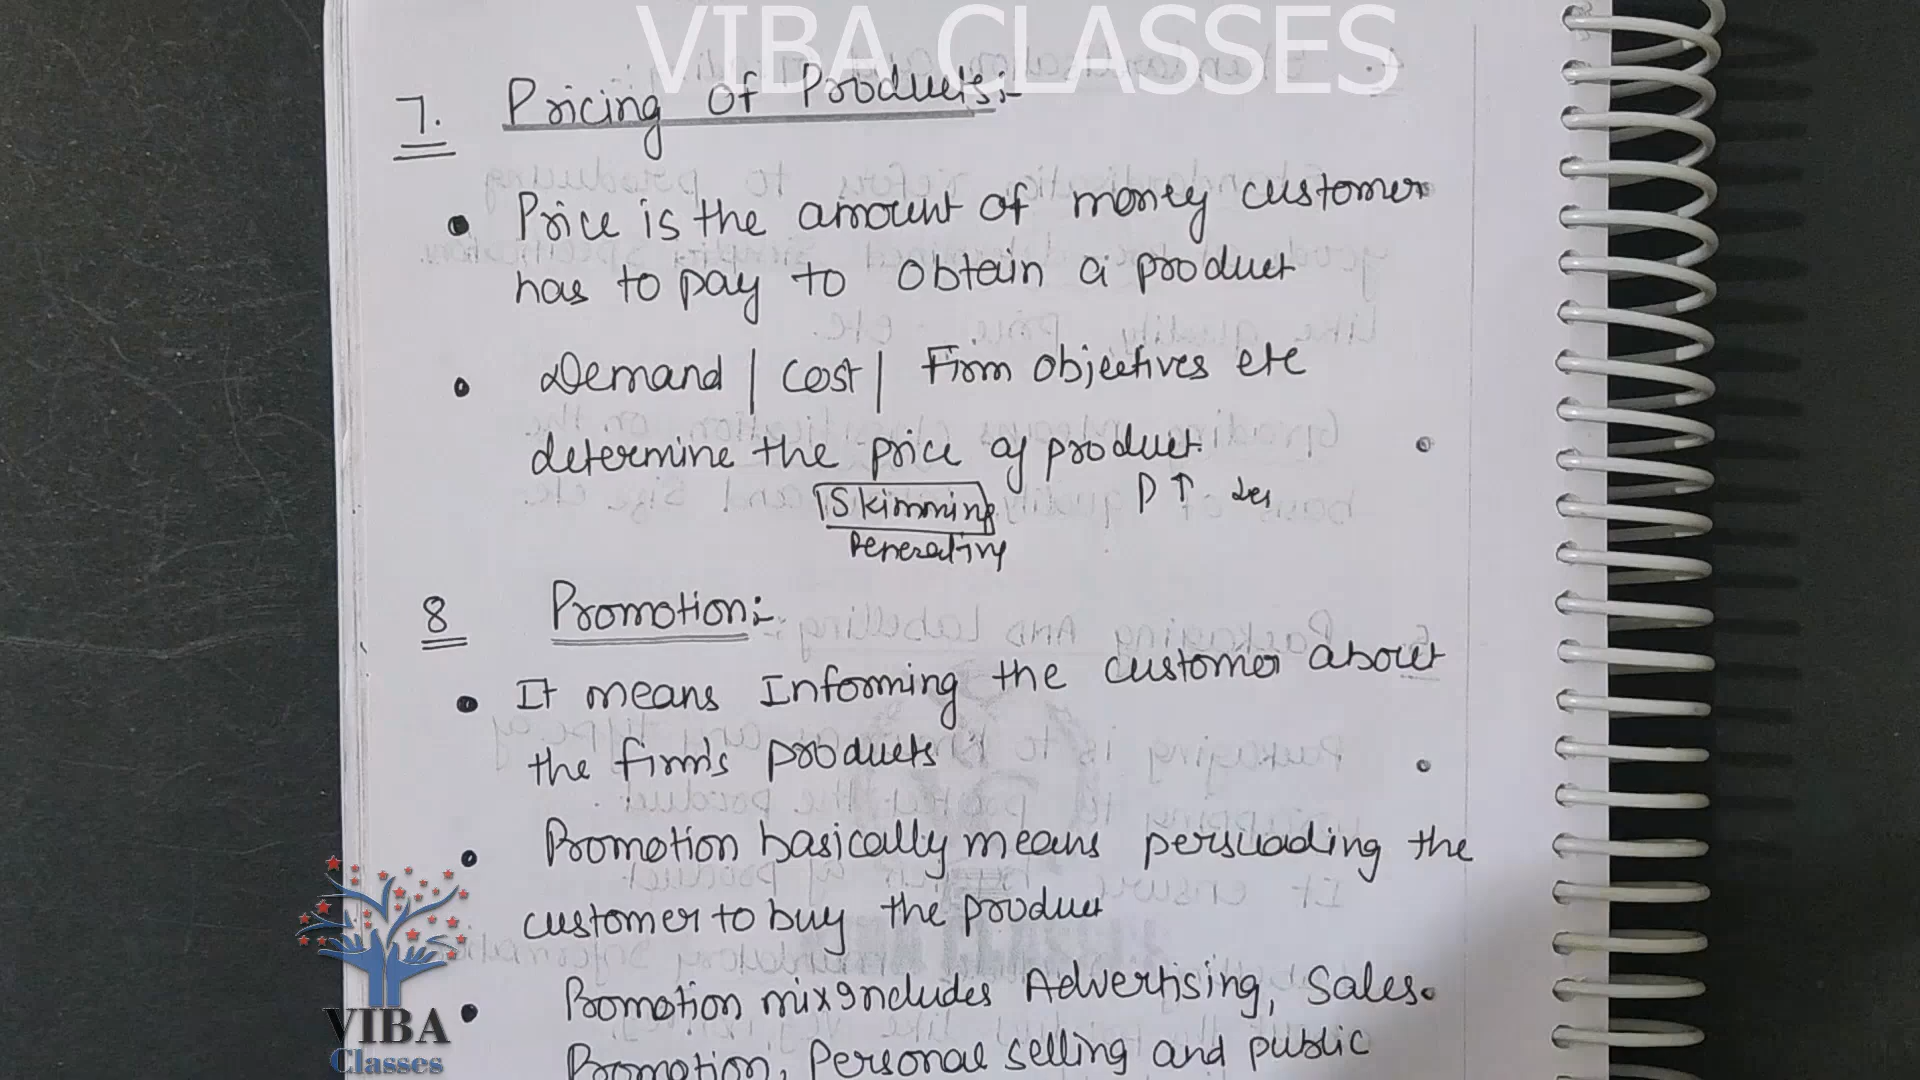 VIBA CLASSES
7. Pricing of Products:-
• Price is the amount of money customer
has to pay to obtain a product
• Demand | Cost | Firm objectives etc
determine the price of product.
Skimming P↑
8 Promotion:-
• It means Informing the customer about
the firm's products
• Promotion basically means persuading the
customer to buy the product
• Promotion mix includes Advertising, Sales
Promotion, Personal selling and public
VIBA
Classes